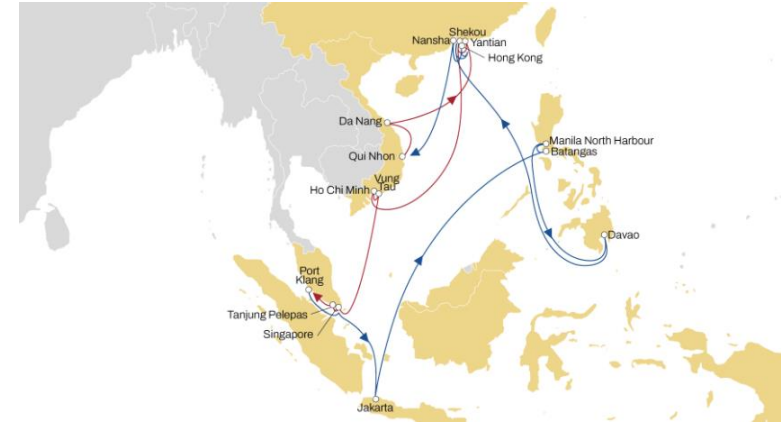 Shekou
Nansha
Yantian
Hong Kong
Da Nang
Manila North Harbour
Batangas
Qui Nhon
Vung
Tau
Ho Chi Minh
Davao
Port
Klang
Tanjung Pelepas
Singapore
Jakarta